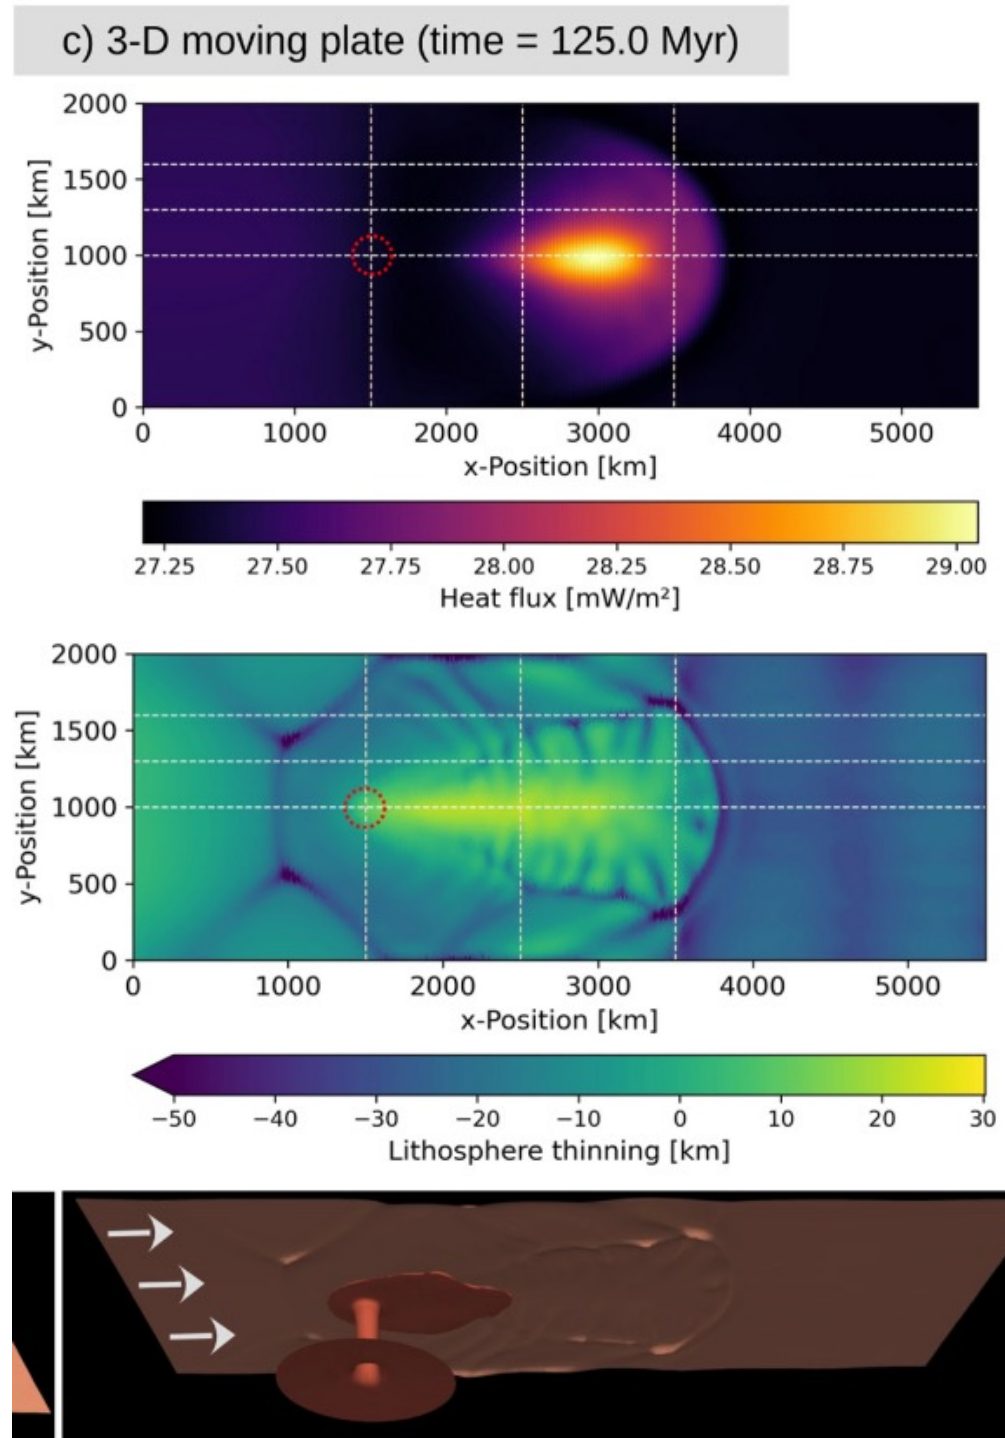 c) 3-D moving plate (time = 125.0 Myr)
2000
1500
1000
500
0
y-Position [km]
0 1000 2000 3000 4000 5000
x-Position [km]
27.25 27.50 27.75 28.00 28.25 28.50 28.75 29.00
Heat flux [mW/m²]
2000
1500
1000
500
0
y-Position [km]
0 1000 2000 3000 4000 5000
x-Position [km]
−50 −40 −30 −20 −10 0 10 20 30
Lithosphere thinning [km]